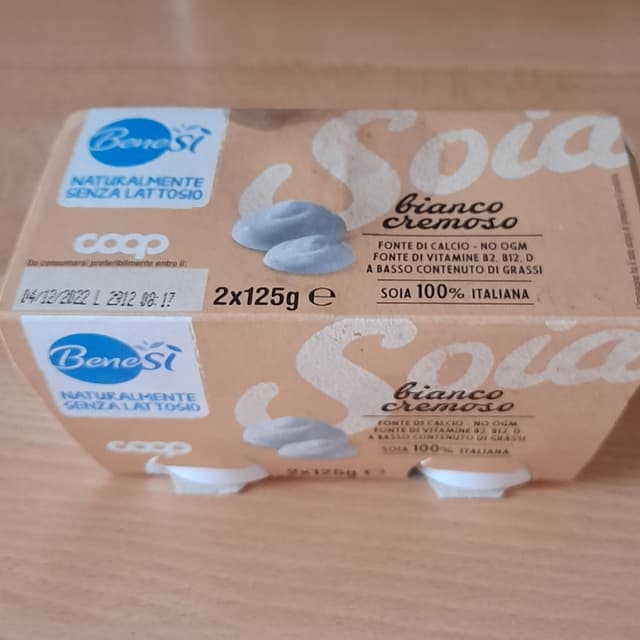 BeneSì
NATURALMENTE
SENZA LATTOSIO
coop
Da consumarsi preferibilmente entro il:
04/12/2022 L 2312 08:17
Soia
bianco
cremoso
FONTE DI CALCIO - NO OGM
FONTE DI VITAMINE B2, B12, D
A BASSO CONTENUTO DI GRASSI
SOIA 100% ITALIANA
2x125g e
BeneSì
NATURALMENTE
SENZA LATTOSIO
coop
Soia
bianco
cremoso
FONTE DI CALCIO - NO OGM
FONTE DI VITAMINE B2, B12, D
A BASSO CONTENUTO DI GRASSI
SOIA 100% ITALIANA
2x125g e